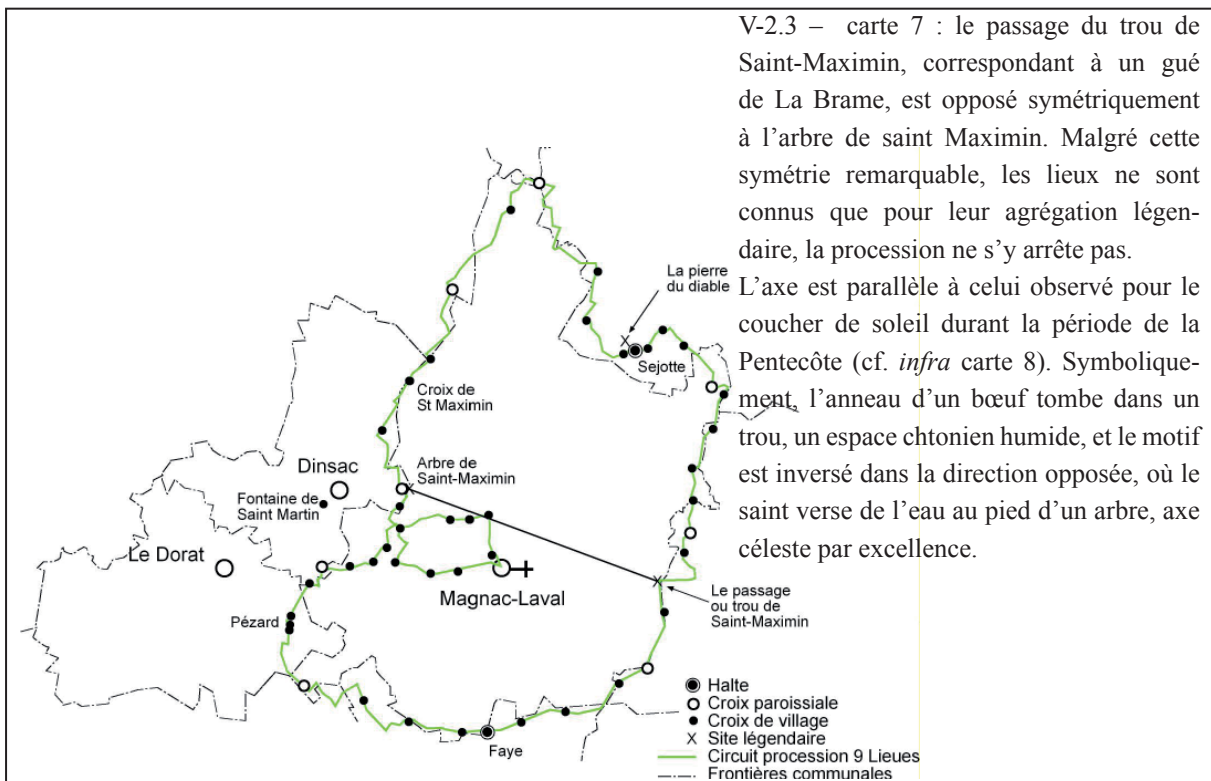 V-2.3 – carte 7 : le passage du trou de
Saint-Maximin, correspondant à un gué
de La Brame, est opposé symétriquement
à l’arbre de saint Maximin. Malgré cette
symétrie remarquable, les lieux ne sont
connus que pour leur agrégation légen-
daire, la procession ne s’y arrête pas.
L’axe est parallèle à celui observé pour le
coucher de soleil durant la période de la
Pentecôte (cf. infra carte 8). Symbolique-
ment, l’anneau d’un bœuf tombe dans un
trou, un espace chtonien humide, et le motif
est inversé dans la direction opposée, où le
saint verse de l’eau au pied d’un arbre, axe
céleste par excellence.
La pierre
du diable
Sejotte
Croix de
St Maximin
Arbre de
Saint-Maximin
Dinsac
Fontaine de
Saint Martin
Le Dorat
Magnac-Laval
Le passage
ou trou de
Saint-Maximin
Pézard
Faye
Halte
Croix paroissiale
Croix de village
X Site légendaire
Circuit procession 9 Lieues
Frontières communales